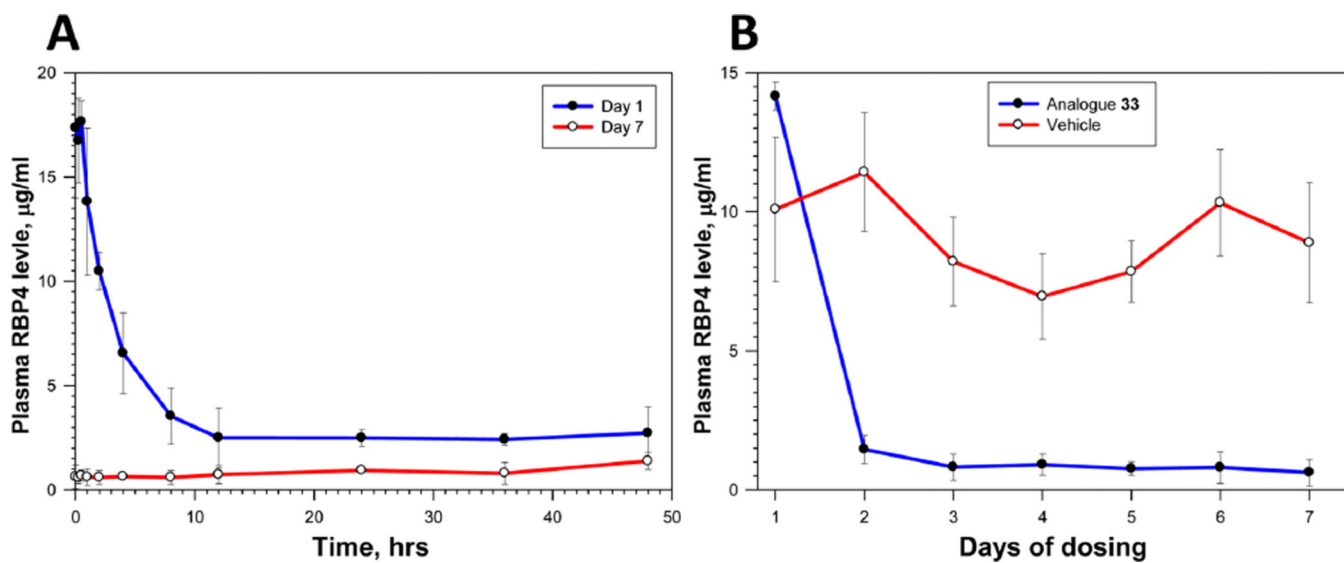 A
Plasma RBP4 levle, µg/ml
20
15
10
5
0
Day 1
Day 7
0
10
20
30
40
50
Time, hrs
B
Plasma RBP4 level, µg/ml
15
10
5
0
Analogue 33
Vehicle
1
2
3
4
5
6
7
Days of dosing